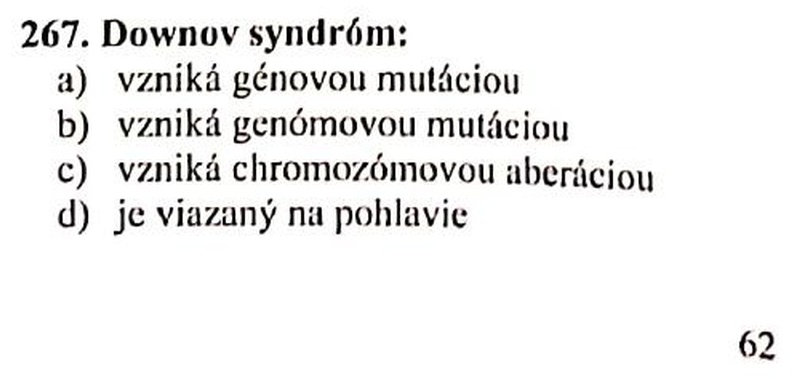 267. Downov syndróm:
a) vzniká génovou mutáciou
b) vzniká genómovou mutáciou
c) vzniká chromozómovou aberáciou
d) je viazaný na pohlavie
62